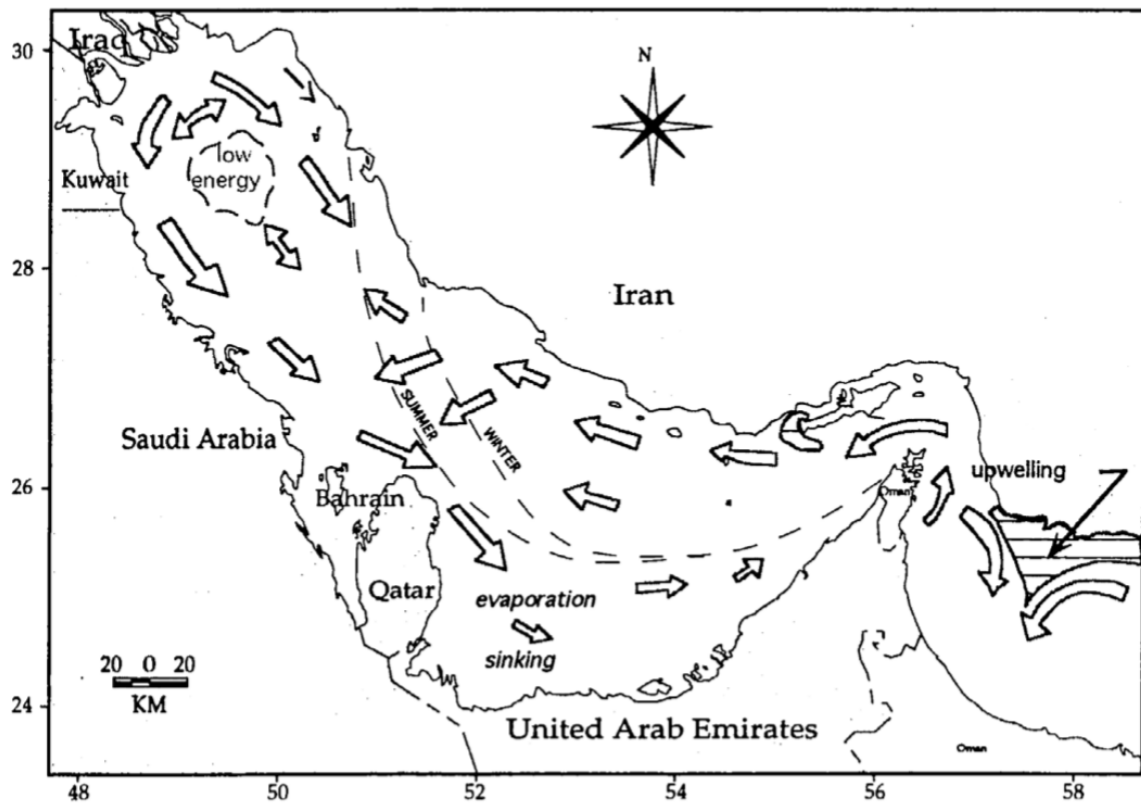 30
28
26
24
48
50
52
54
56
58
Iraq
N
low
energy
Kuwait
Iran
SUMMER
WINTER
Saudi Arabia
Bahrain
Oman
upwelling
Qatar
evaporation
sinking
20 0 20
KM
United Arab Emirates
Oman